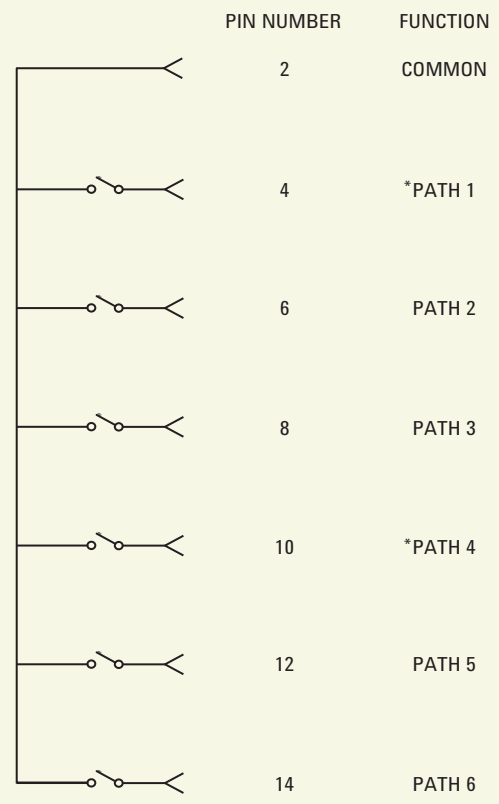 PIN NUMBER FUNCTION
2 COMMON
4 *PATH 1
6 PATH 2
8 PATH 3
10 *PATH 4
12 PATH 5
14 PATH 6